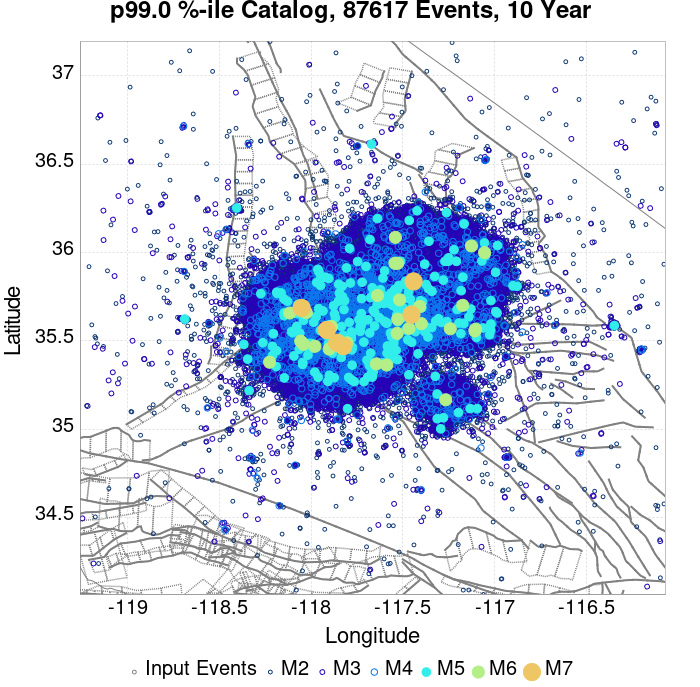 p99.0 %-ile Catalog, 87617 Events, 10 Year
37
36.5
36
35.5
35
34.5
Latitude
-119 -118.5 -118 -117.5 -117 -116.5
Longitude
Input Events M2 M3 M4 M5 M6 M7